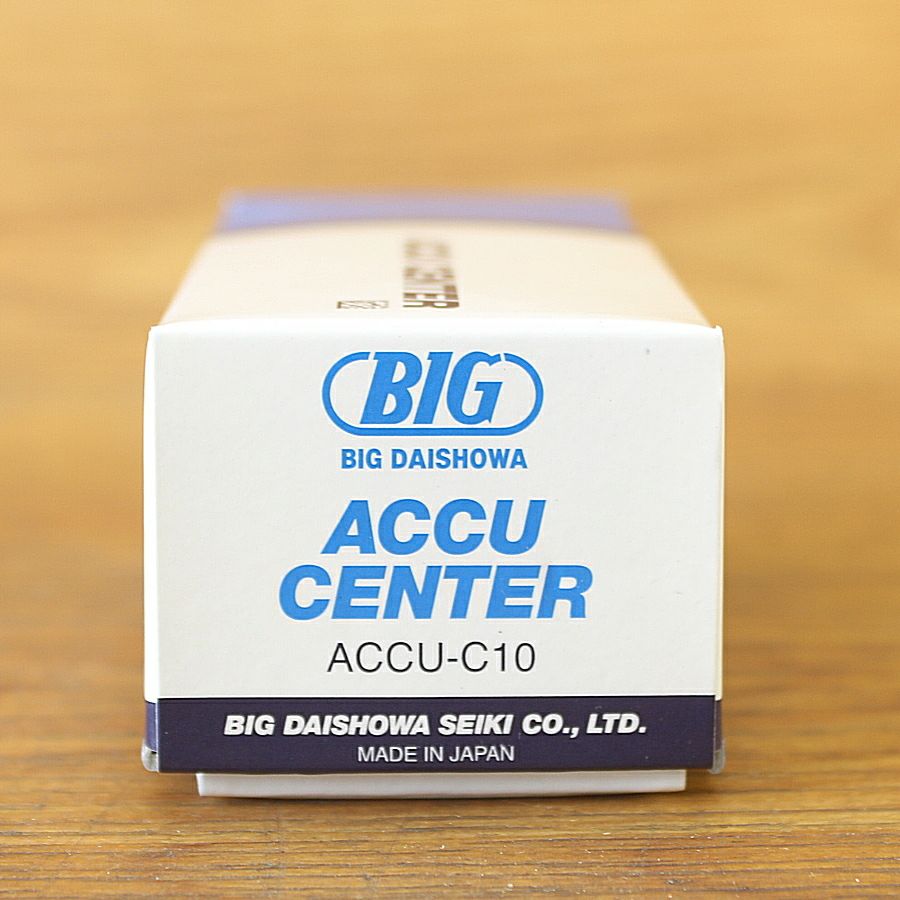 BIG
BIG DAISHOWA
ACCU
CENTER
ACCU-C10
BIG DAISHOWA SEIKI CO., LTD.
MADE IN JAPAN